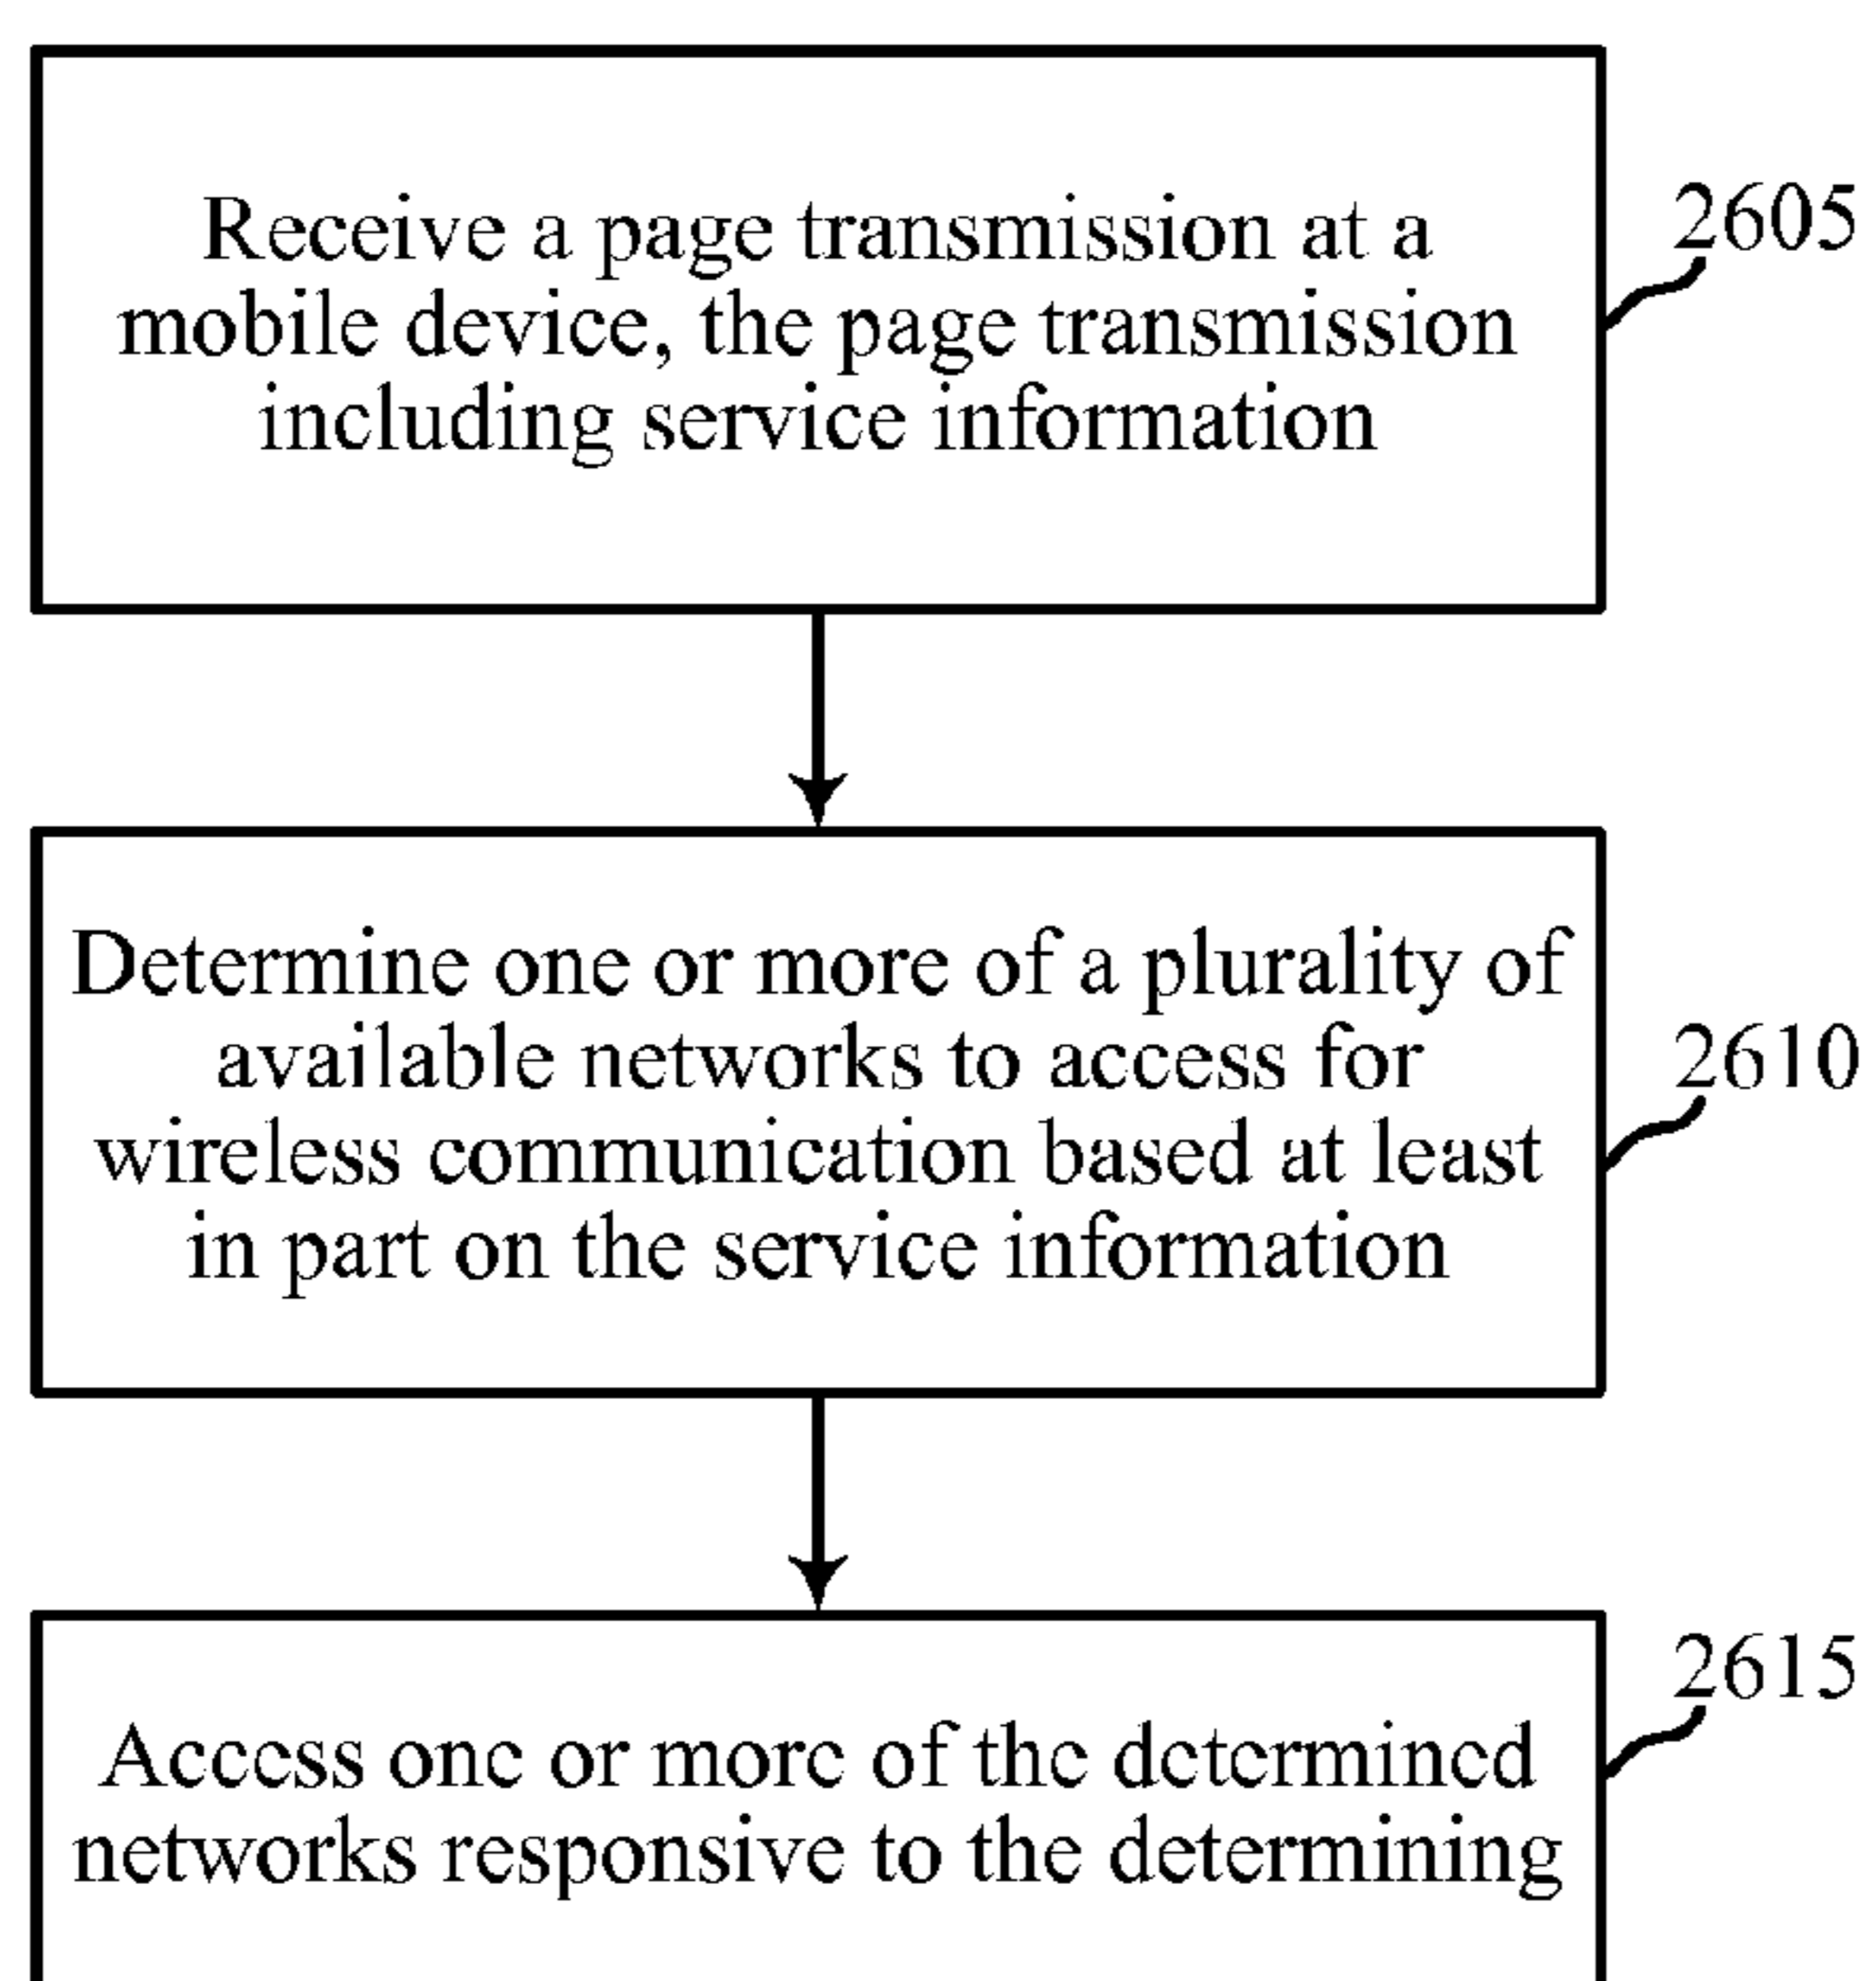 Receive a page transmission at a
mobile device, the page transmission
including service information
2605
Determine one or more of a plurality of
available networks to access for
wireless communication based at least
in part on the service information
2610
Access one or more of the determined
networks responsive to the determining
2615